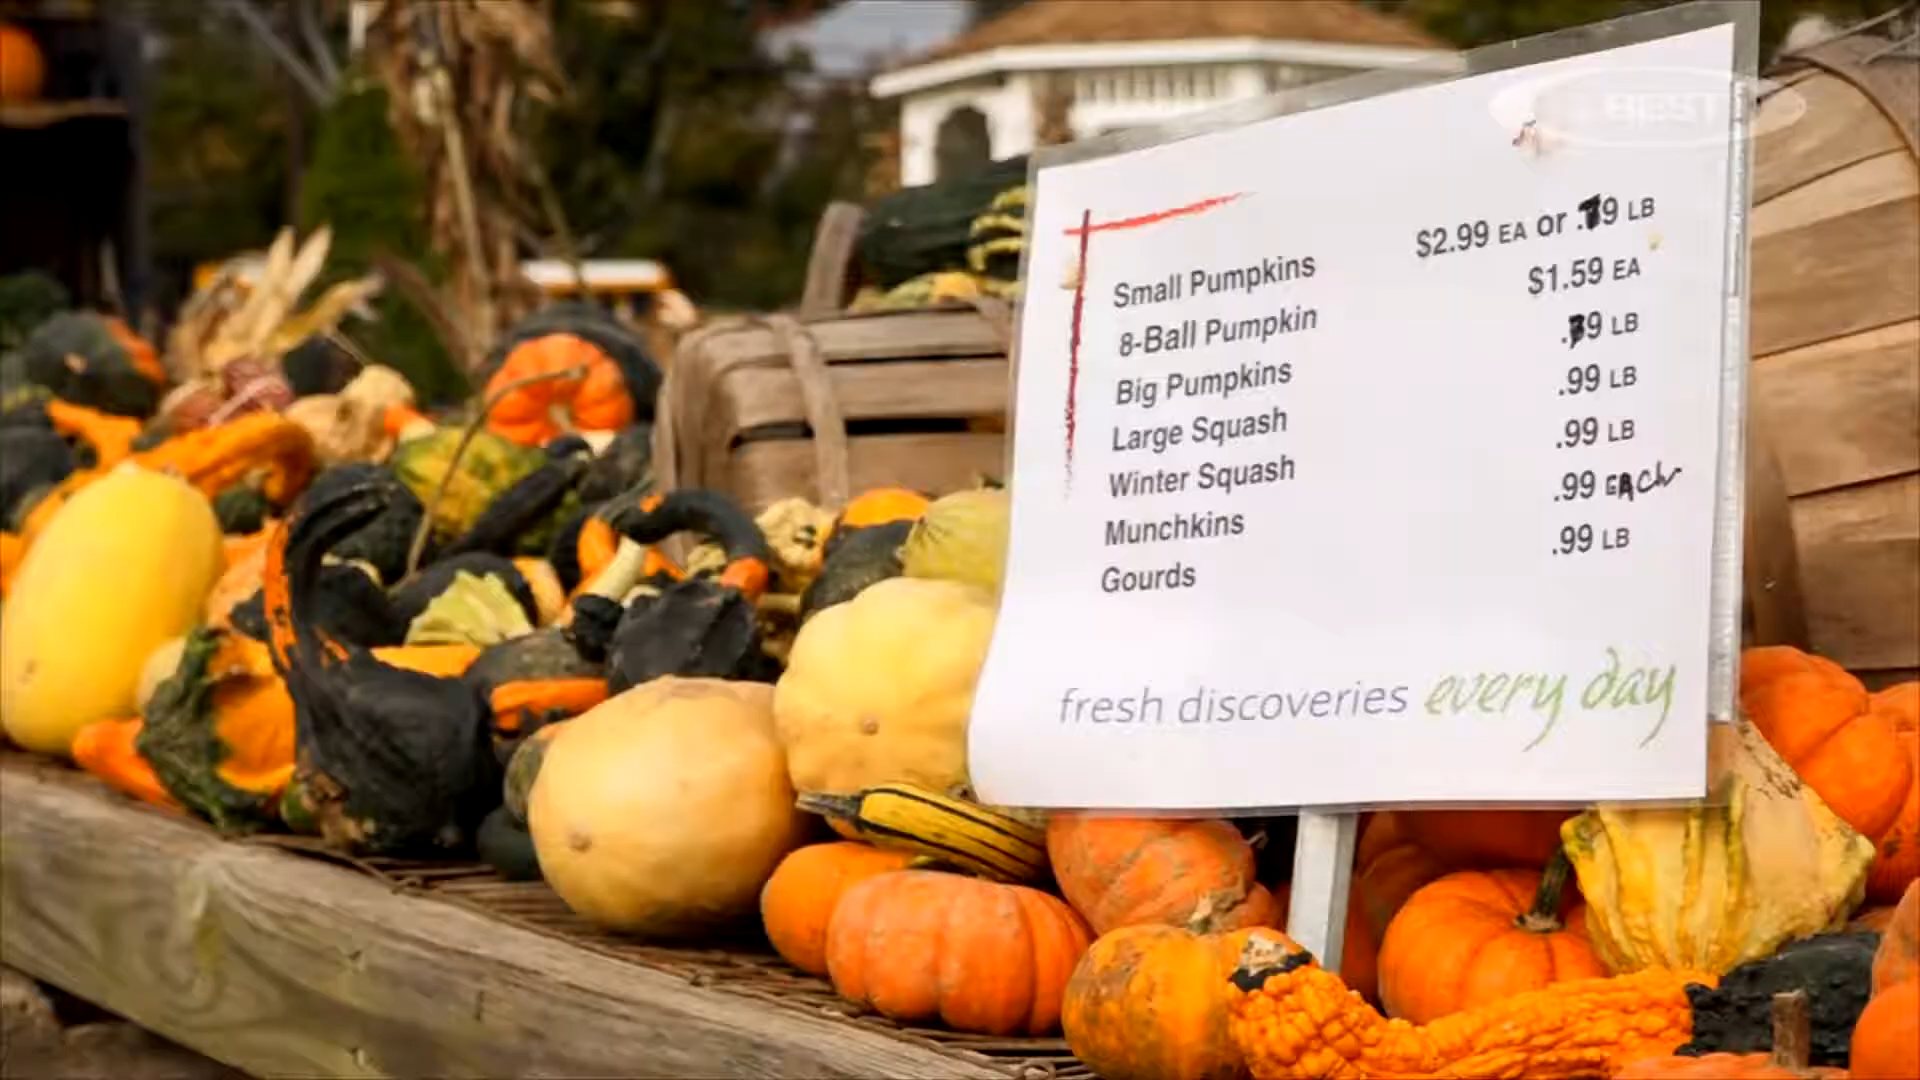 BEST
Small Pumpkins $2.99 EA or .79 LB
8-Ball Pumpkin $1.59 EA
Big Pumpkins .79 LB
Large Squash .99 LB
Winter Squash .99 LB
Munchkins .99 EACh
Gourds .99 LB
fresh discoveries every day